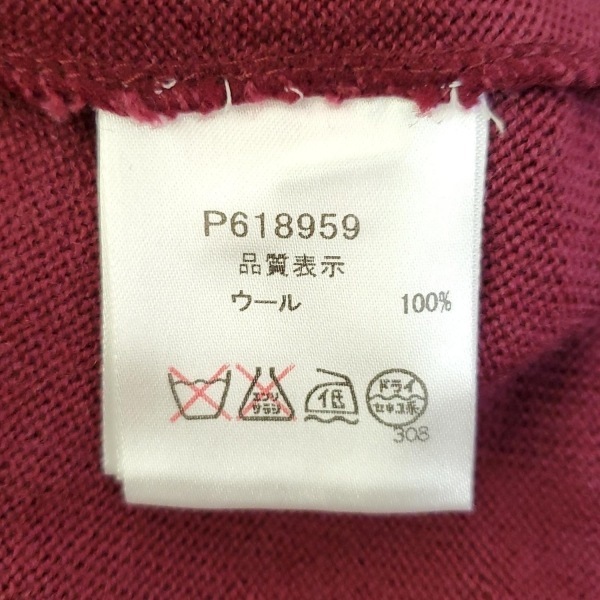 P618959
品質表示
ウール 100%
エンソ
サラシ
低
ドライ
セキユ系
308